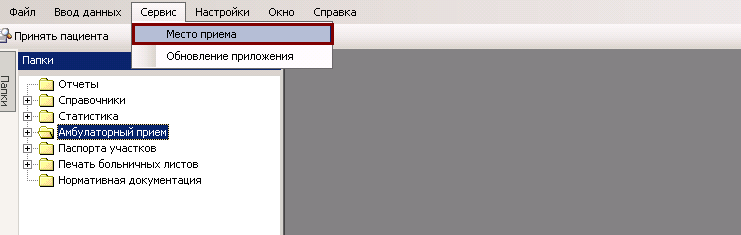 Файл Ввод данных Сервис Настройки Окно Справка
Принять пациента
Место приема
Обновление приложения
Папки
Папки
Отчеты
Справочники
Статистика
Амбулаторный прием
Паспорта участков
Печать больничных листов
Нормативная документация